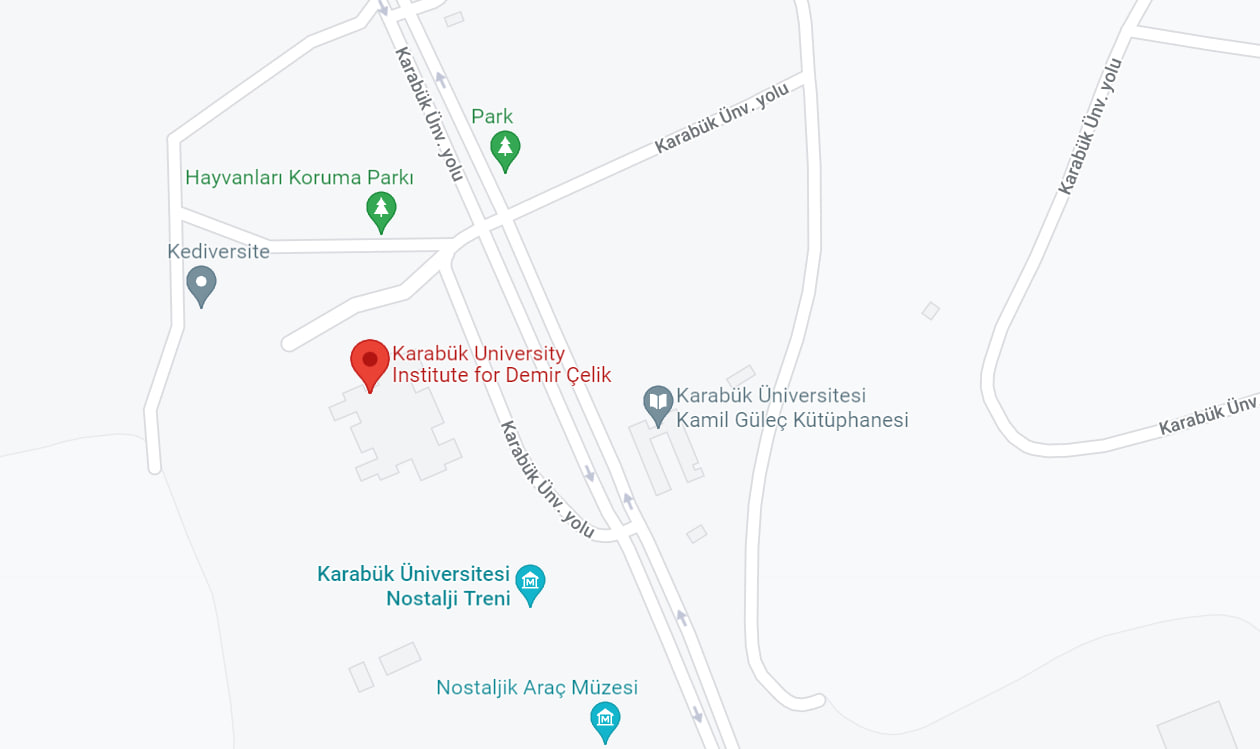 Karabük Ünv. yolu
Karabük Ünv. yolu
Karabük Ünv. yolu
Park
Hayvanları Koruma Parkı
Kediversite
Karabük University
Institute for Demir Çelik
Karabük Üniversitesi
Kamil Güleç Kütüphanesi
Karabük Ünv
Karabük Ünv. yolu
Karabük Üniversitesi
Nostalji Treni
Nostaljik Araç Müzesi